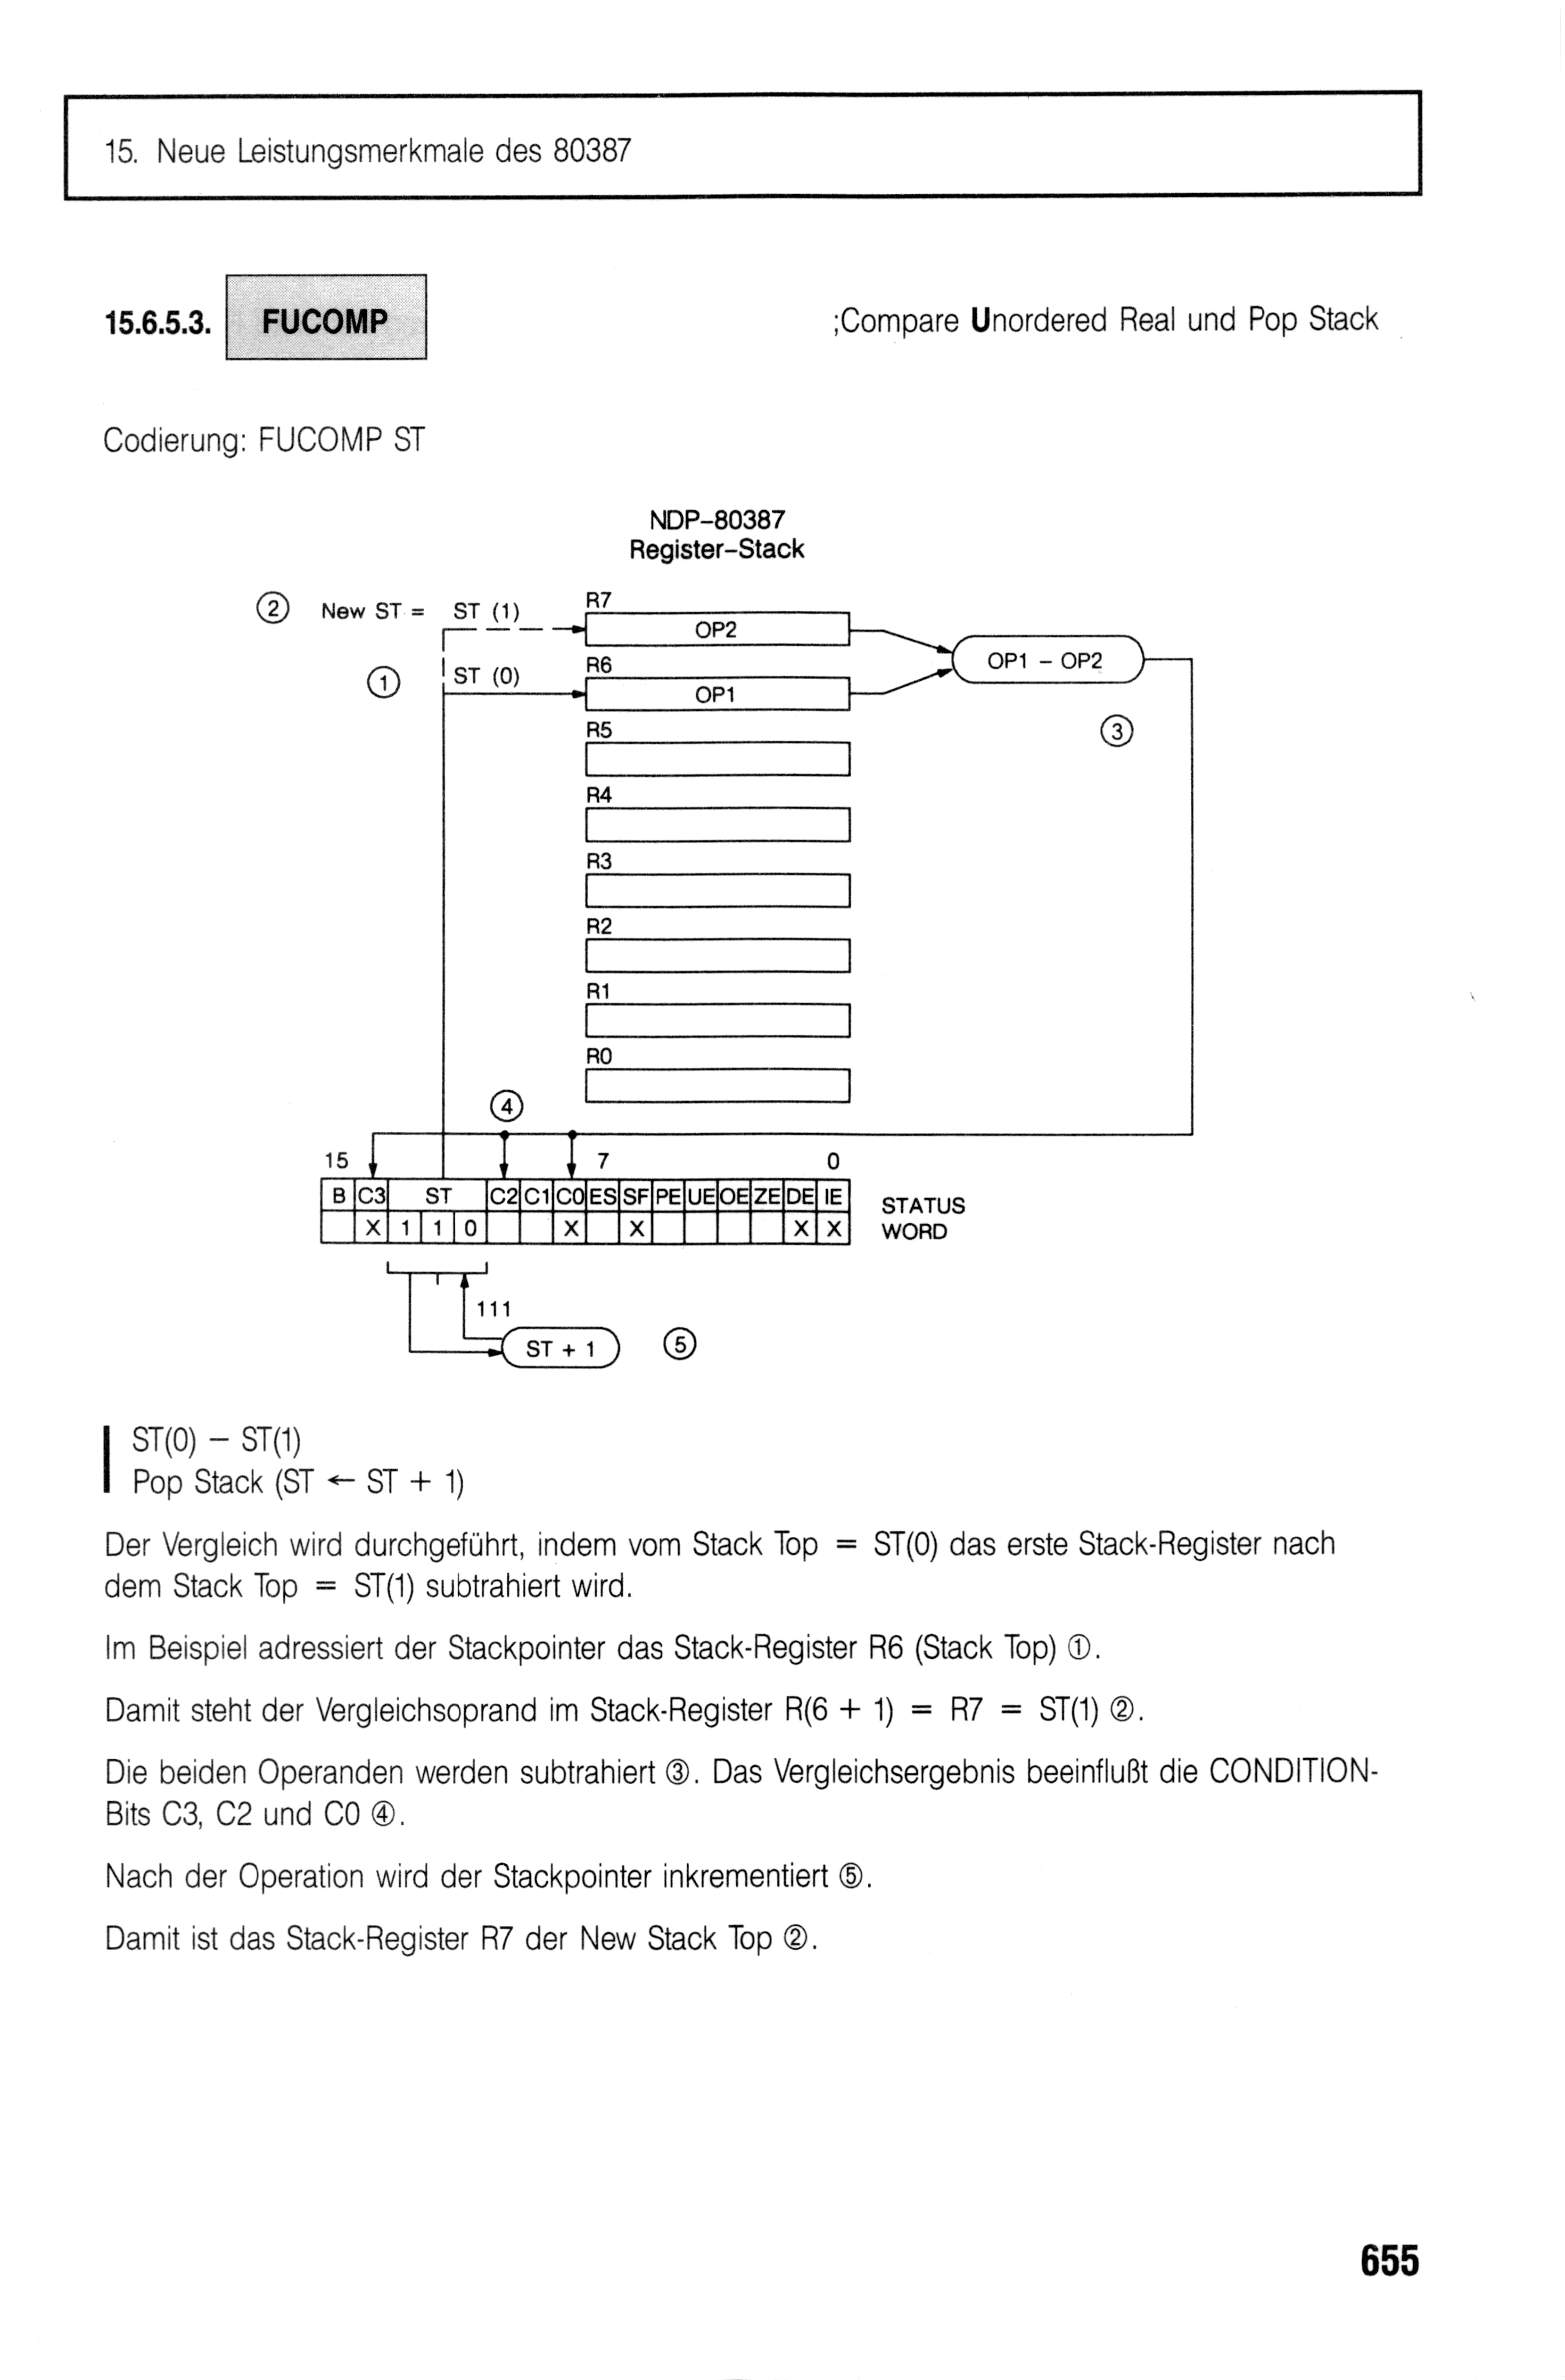 15. Neue Leistungsmerkmale des 80387
15.6.5.3. FUCOMP ;Compare Unordered Real und Pop Stack
Codierung: FUCOMP ST
NDP–80387
Register–Stack
② New ST = ST (1) R7
OP2
① ST (0) R6
OP1
OP1 – OP2
③
R5
R4
R3
R2
R1
R0
④
15 7 0
B C3 ST C2 C1 C0 ES SF PE UE OE ZE DE IE
X 1 1 0 X X X X
STATUS
WORD
111
ST + 1 ⑤
ST(0) – ST(1)
Pop Stack (ST ← ST + 1)
Der Vergleich wird durchgeführt, indem vom Stack Top = ST(0) das erste Stack-Register nach
dem Stack Top = ST(1) subtrahiert wird.
Im Beispiel adressiert der Stackpointer das Stack-Register R6 (Stack Top) ①.
Damit steht der Vergleichsoprand im Stack-Register R(6 + 1) = R7 = ST(1) ②.
Die beiden Operanden werden subtrahiert ③. Das Vergleichsergebnis beeinflußt die CONDITION-
Bits C3, C2 und C0 ④.
Nach der Operation wird der Stackpointer inkrementiert ⑤.
Damit ist das Stack-Register R7 der New Stack Top ②.
655